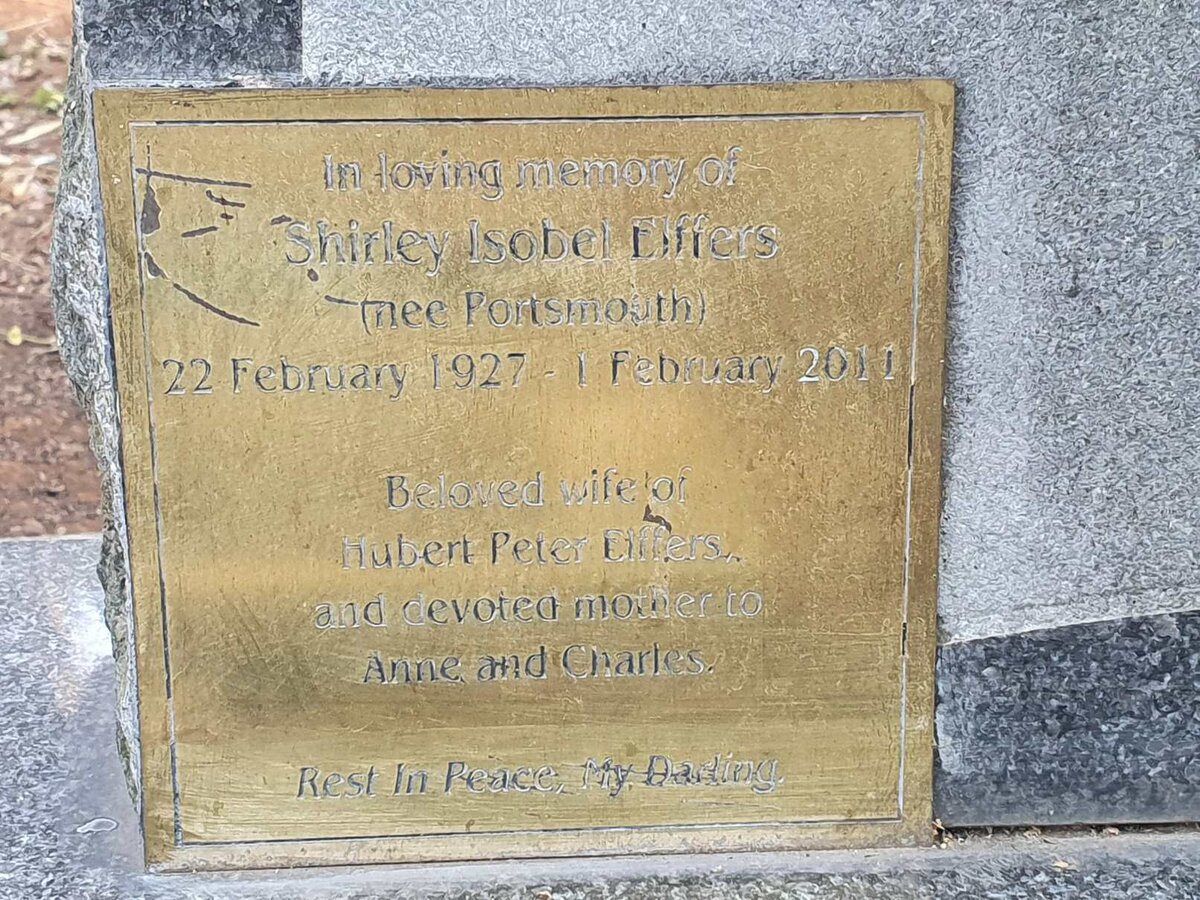 In loving memory of
Shirley Isobel Elffers
(nee Portsmouth)
22 February 1927 - 1 February 2011
Beloved wife of
Hubert Peter Elffers,
and devoted mother to
Anne and Charles.
Rest In Peace, My Darling.